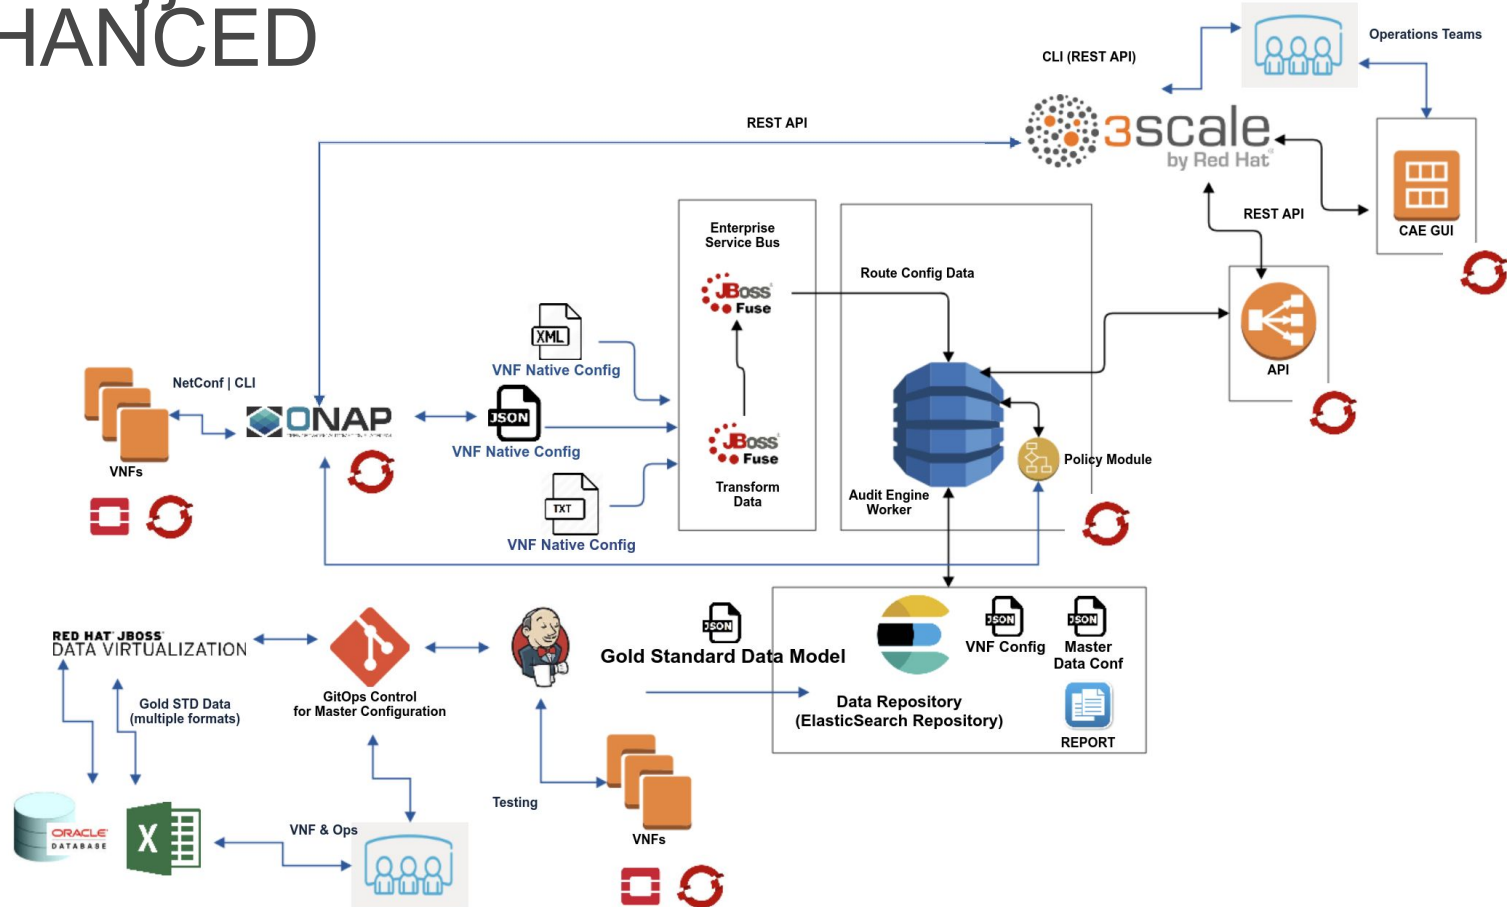 HANCED
Operations Teams
CLI (REST API)
REST API
3scale
by Red Hat
REST API
CAE GUI
Enterprise
Service Bus
JBoss
Fuse
Route Config Data
XML
VNF Native Config
NetConf | CLI
API
ONAP
JSON
VNF Native Config
JBoss
Fuse
VNFs
Policy Module
Transform
Data
Audit Engine
Worker
TXT
VNF Native Config
RED HAT JBOSS
DATA VIRTUALIZATION
JSON
Gold Standard Data Model
JSON
VNF Config
JSON
Master
Data Conf
GitOps Control
for Master Configuration
Gold STD Data
(multiple formats)
Data Repository
(ElasticSearch Repository)
REPORT
Testing
ORACLE
DATABASE
X
VNF & Ops
VNFs